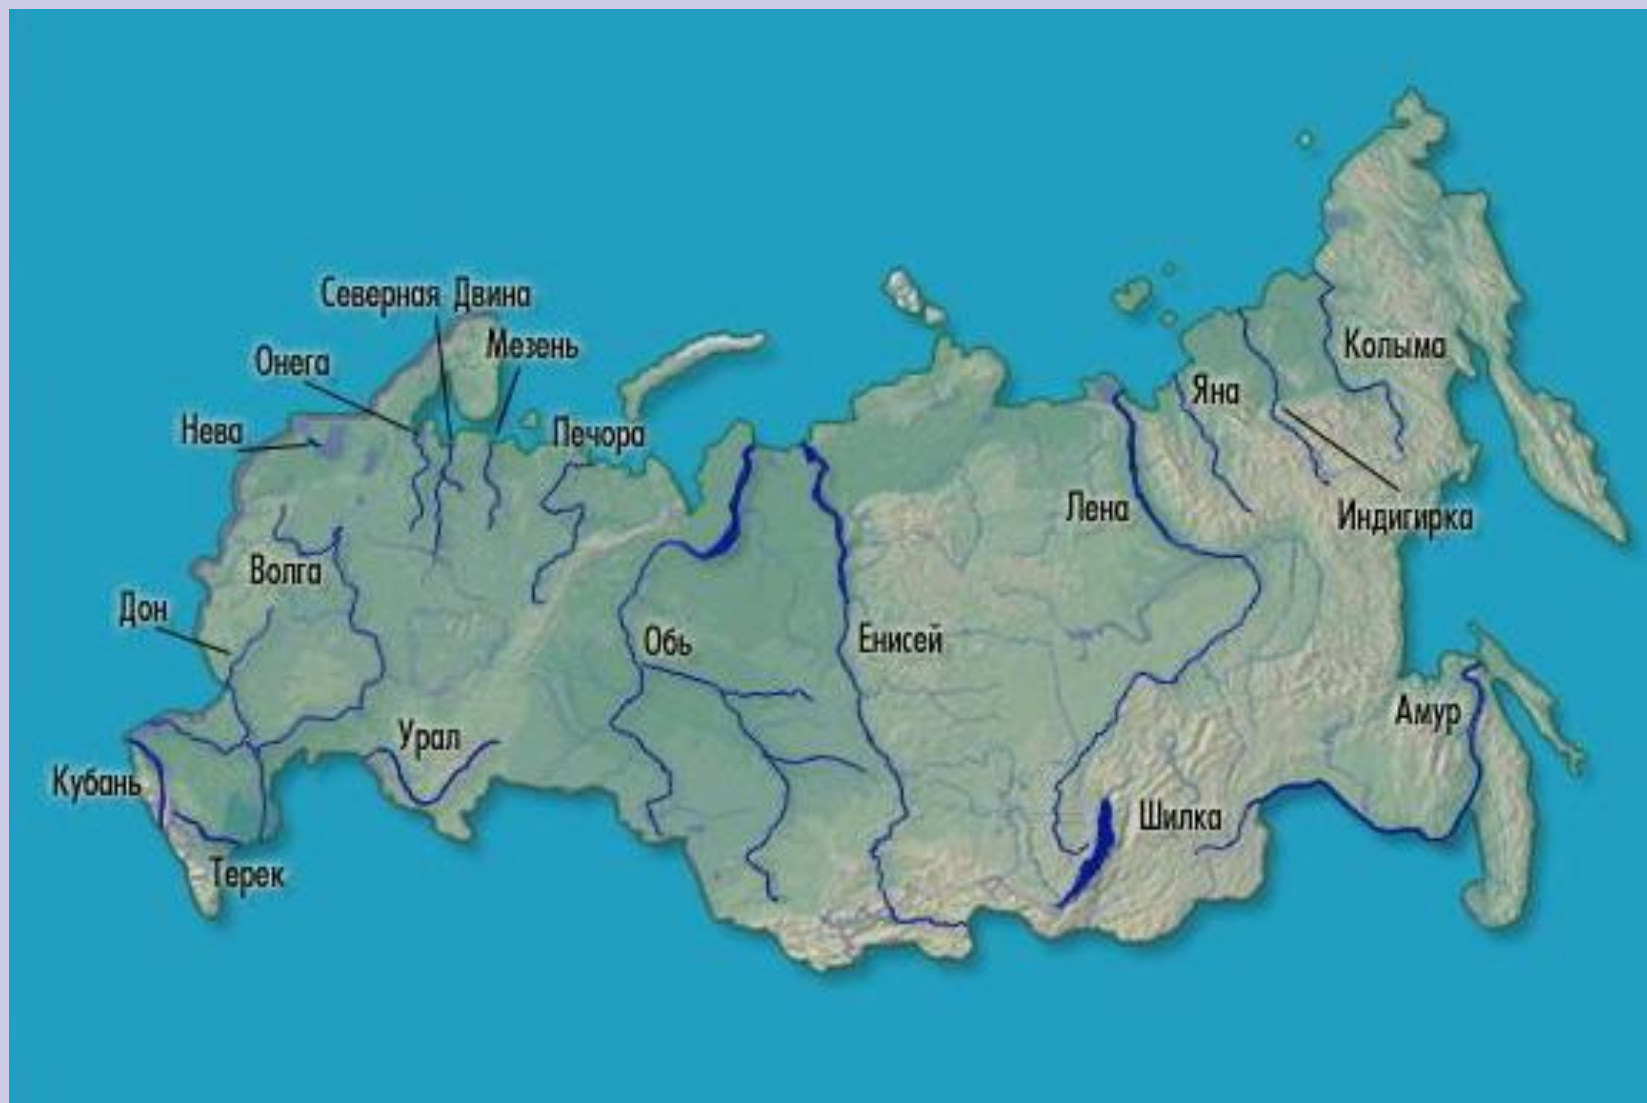 Северная Двина
Мезень
Онега
Нева
Печора
Колыма
Яна
Лена
Индигирка
Волга
Дон
Обь
Енисей
Урал
Амур
Кубань
Шилка
Терек